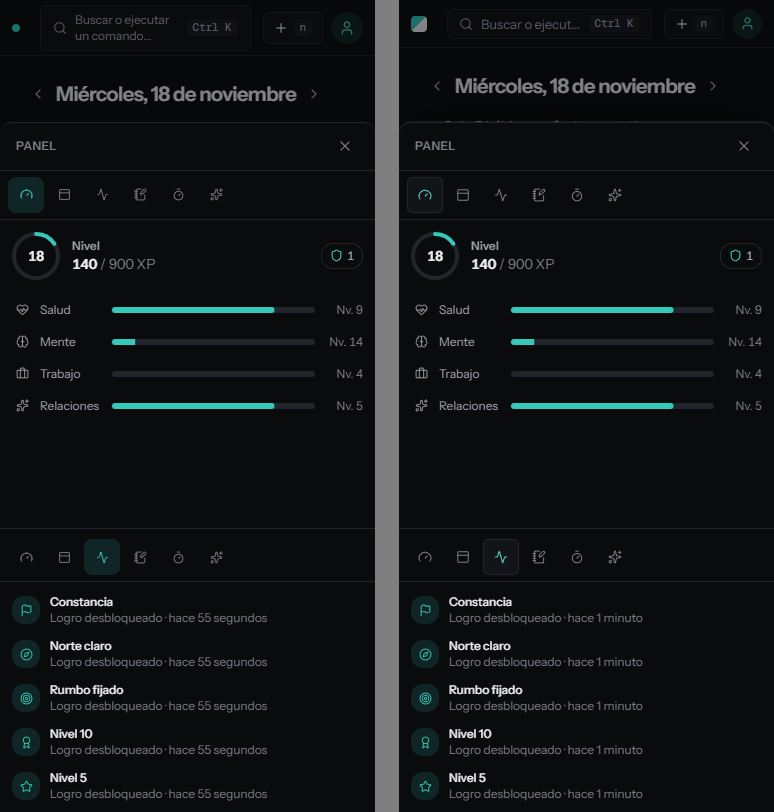 Buscar o ejecutar
un comando...
Ctrl K
n
Miércoles, 18 de noviembre
PANEL
18
Nivel
140 / 900 XP
1
Salud
Nv. 9
Mente
Nv. 14
Trabajo
Nv. 4
Relaciones
Nv. 5
Constancia
Logro desbloqueado · hace 55 segundos
Norte claro
Logro desbloqueado · hace 55 segundos
Rumbo fijado
Logro desbloqueado · hace 55 segundos
Nivel 10
Logro desbloqueado · hace 55 segundos
Nivel 5
Logro desbloqueado · hace 55 segundos
Buscar o ejecut...
Ctrl K
n
Miércoles, 18 de noviembre
PANEL
18
Nivel
140 / 900 XP
1
Salud
Nv. 9
Mente
Nv. 14
Trabajo
Nv. 4
Relaciones
Nv. 5
Constancia
Logro desbloqueado · hace 1 minuto
Norte claro
Logro desbloqueado · hace 1 minuto
Rumbo fijado
Logro desbloqueado · hace 1 minuto
Nivel 10
Logro desbloqueado · hace 1 minuto
Nivel 5
Logro desbloqueado · hace 1 minuto